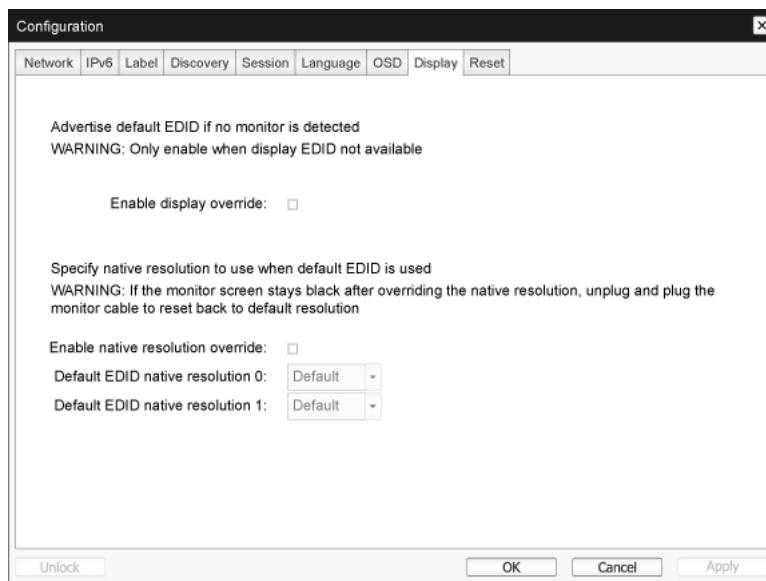 Configuration
Network IPv6 Label Discovery Session Language OSD Display Reset
Advertise default EDID if no monitor is detected
WARNING: Only enable when display EDID not available
Enable display override:
Specify native resolution to use when default EDID is used
WARNING: If the monitor screen stays black after overriding the native resolution, unplug and plug the
monitor cable to reset back to default resolution
Enable native resolution override:
Default EDID native resolution 0: Default
Default EDID native resolution 1: Default
Unlock OK Cancel Apply